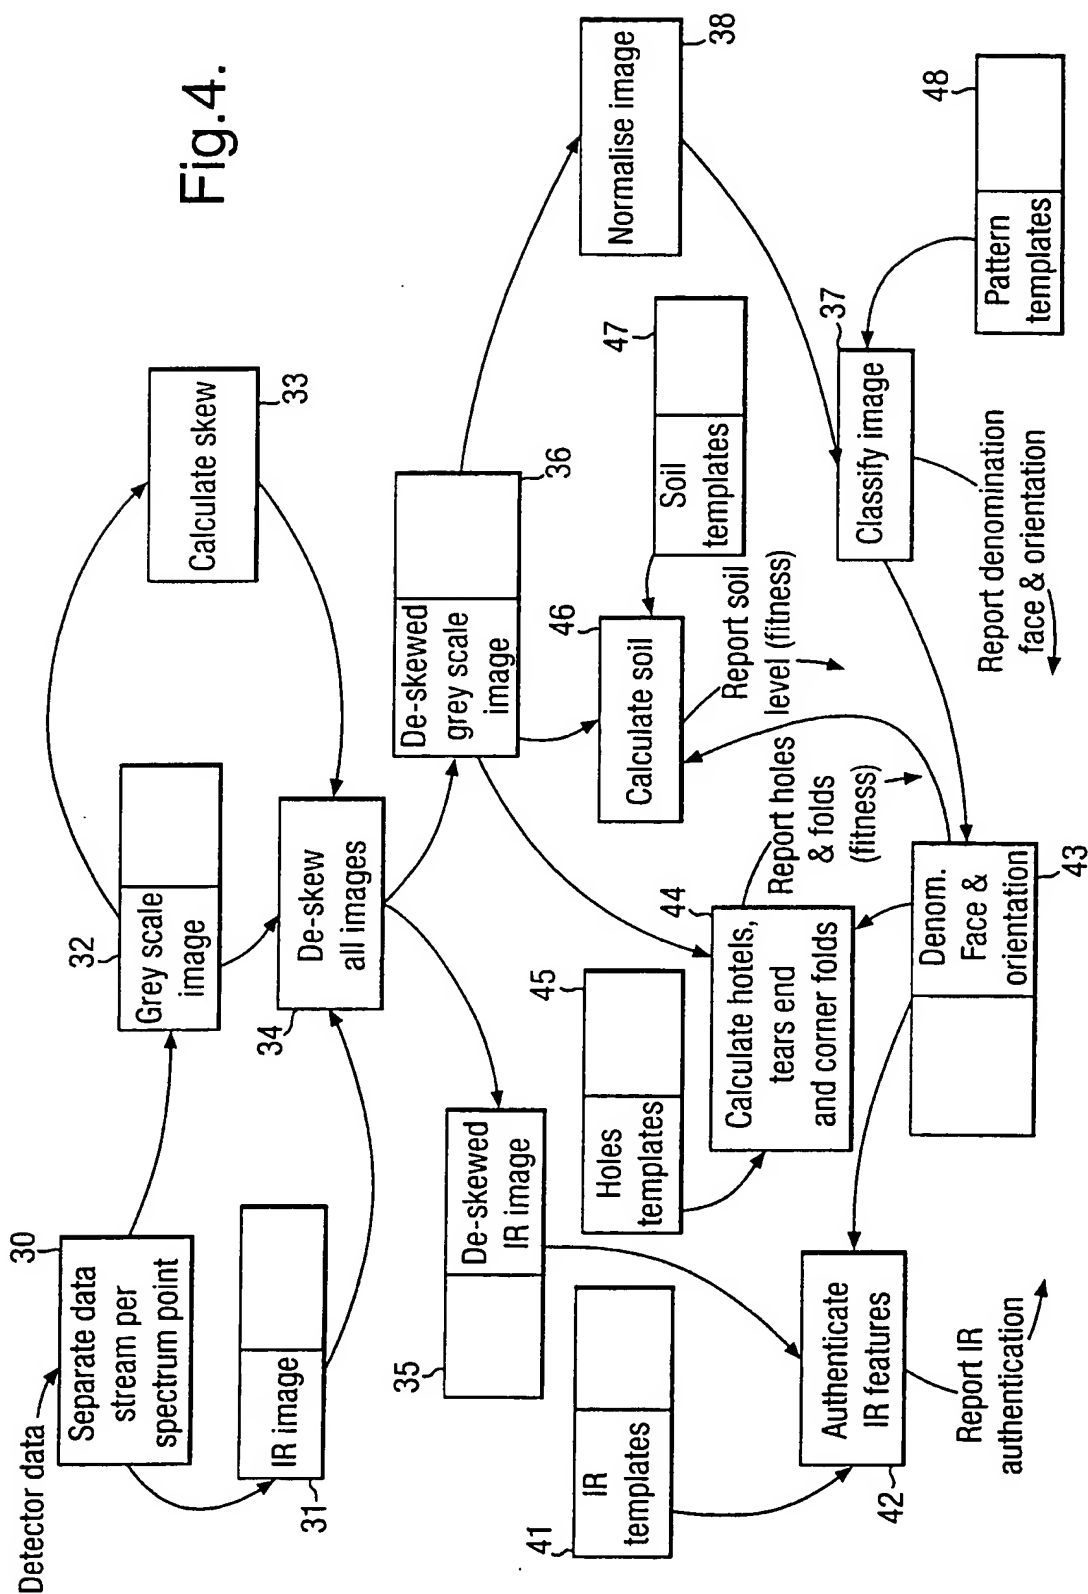 Fig.4.
Detector data
30
Separate data
stream per
spectrum point
32
Grey scale
image
Calculate skew
33
IR image
31
34
De-skew
all images
35
De-skewed
IR image
De-skewed
grey scale
image
36
Normalise image
38
41
IR
templates
45
Holes
templates
46
Calculate soil
47
Soil
templates
Report soil
level (fitness)
44
Calculate hotels,
tears end
and corner folds
Report holes
& folds
(fitness)
37
Classify image
48
Pattern
templates
Authenticate
IR features
42
Denom.
Face &
orientation
43
Report IR
authentication
Report denomination
face & orientation